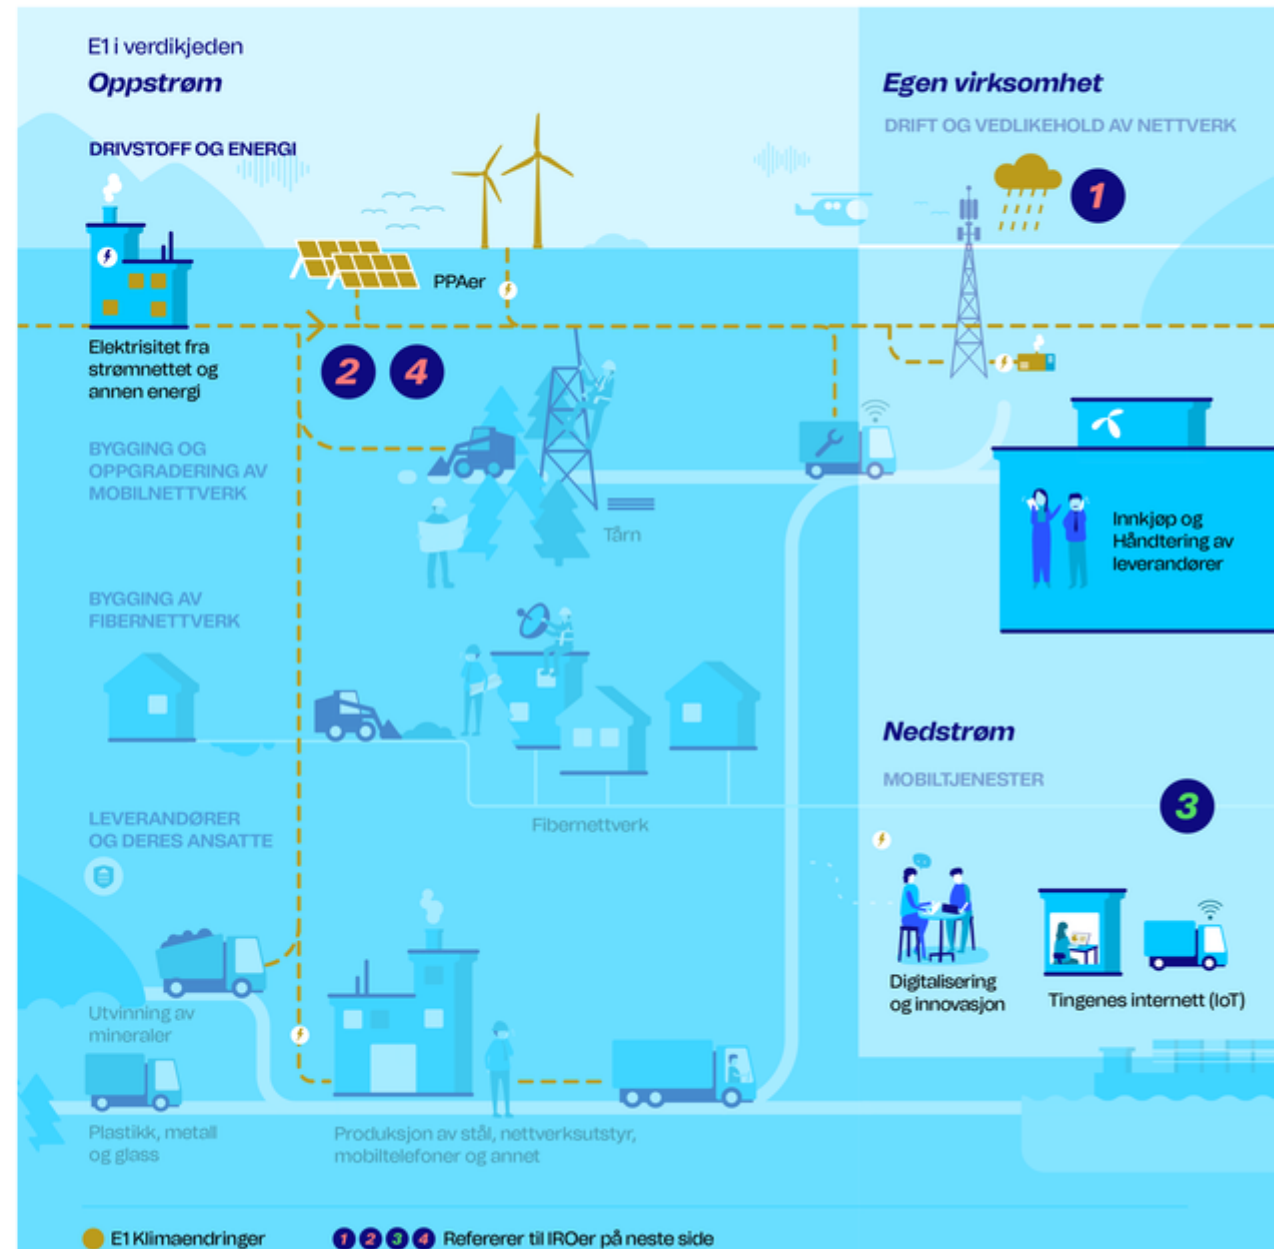 E1 i verdikjeden
Oppstrøm
DRIVSTOFF OG ENERGI
PPAer
Elektrisitet fra
strømnettet og
annen energi
2 4
BYGGING OG
OPPGRADERING AV
MOBILNETTVERK
Tårn
BYGGING AV
FIBERNETTVERK
Fibernettverk
LEVERANDØRER
OG DERES ANSATTE
Utvinning av
mineraler
Plastikk, metall
og glass
Produksjon av stål, nettverksutstyr,
mobiltelefoner og annet
Egen virksomhet
DRIFT OG VEDLIKEHOLD AV NETTVERK
1
Innkjøp og
Håndtering av
leverandører
Nedstrøm
MOBILTJENESTER
3
Digitalisering
og innovasjon
Tingenes internett (IoT)
E1 Klimaendringer
1 2 3 4 Refererer til IROer på neste side